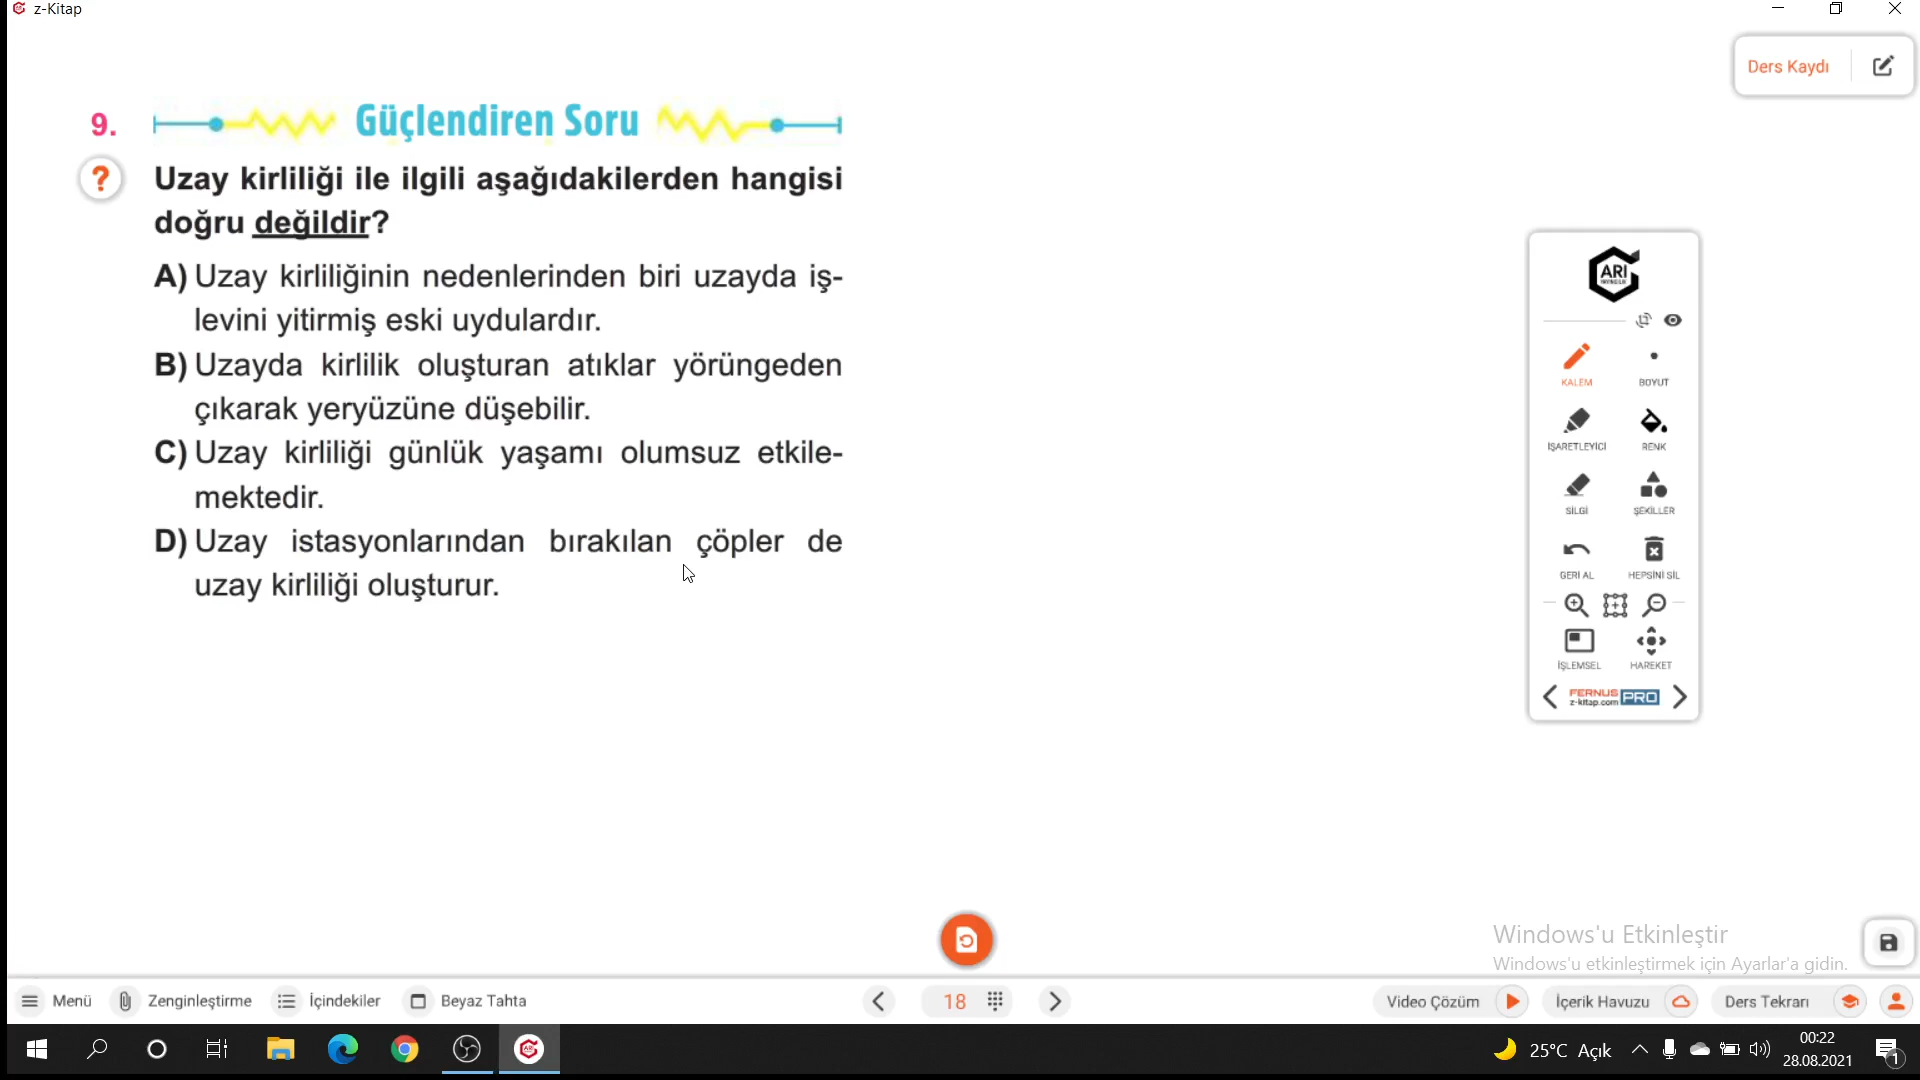 z-Kitap
Ders Kaydı
9.
Güçlendiren Soru
?
Uzay kirliliği ile ilgili aşağıdakilerden hangisi
doğru değildir?
A) Uzay kirliliğinin nedenlerinden biri uzayda iş-
levini yitirmiş eski uydulardır.
B) Uzayda kirlilik oluşturan atıklar yörüngeden
çıkarak yeryüzüne düşebilir.
C) Uzay kirliliği günlük yaşamı olumsuz etkile-
mektedir.
D) Uzay istasyonlarından bırakılan çöpler de
uzay kirliliği oluşturur.
ARI
YAYINCILIK
KALEM
BOYUT
İŞARETLEYİCİ
RENK
SİLGİ
ŞEKİLLER
GERİ AL
HEPSİNİ SİL
İŞLEMSEL
HAREKET
FERNUS
z-kitap.com
PRO
Windows'u Etkinleştir
Windows'u etkinleştirmek için Ayarlar'a gidin.
Menü
Zenginleştirme
İçindekiler
Beyaz Tahta
18
Video Çözüm
İçerik Havuzu
Ders Tekrarı
25°C Açık
00:22
28.08.2021
1